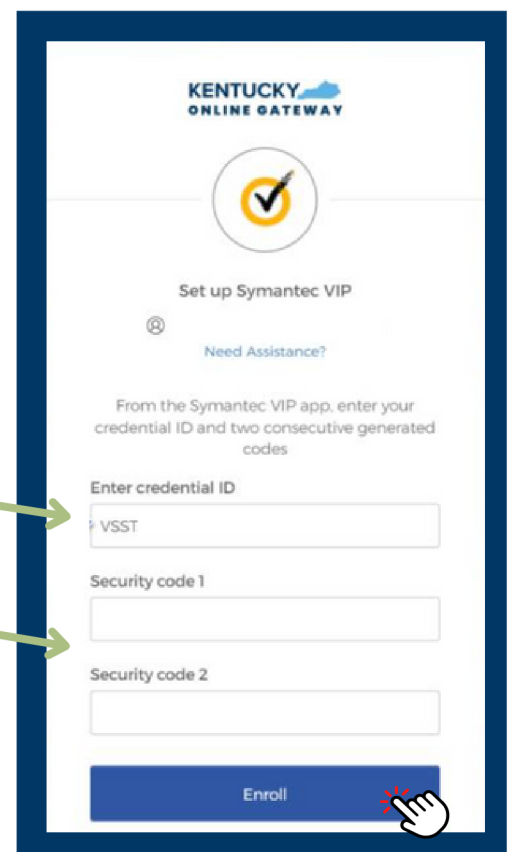 KENTUCKY
ONLINE GATEWAY
Set up Symantec VIP
Need Assistance?
From the Symantec VIP app, enter your
credential ID and two consecutive generated
codes
Enter credential ID
VSST
Security code 1
Security code 2
Enroll